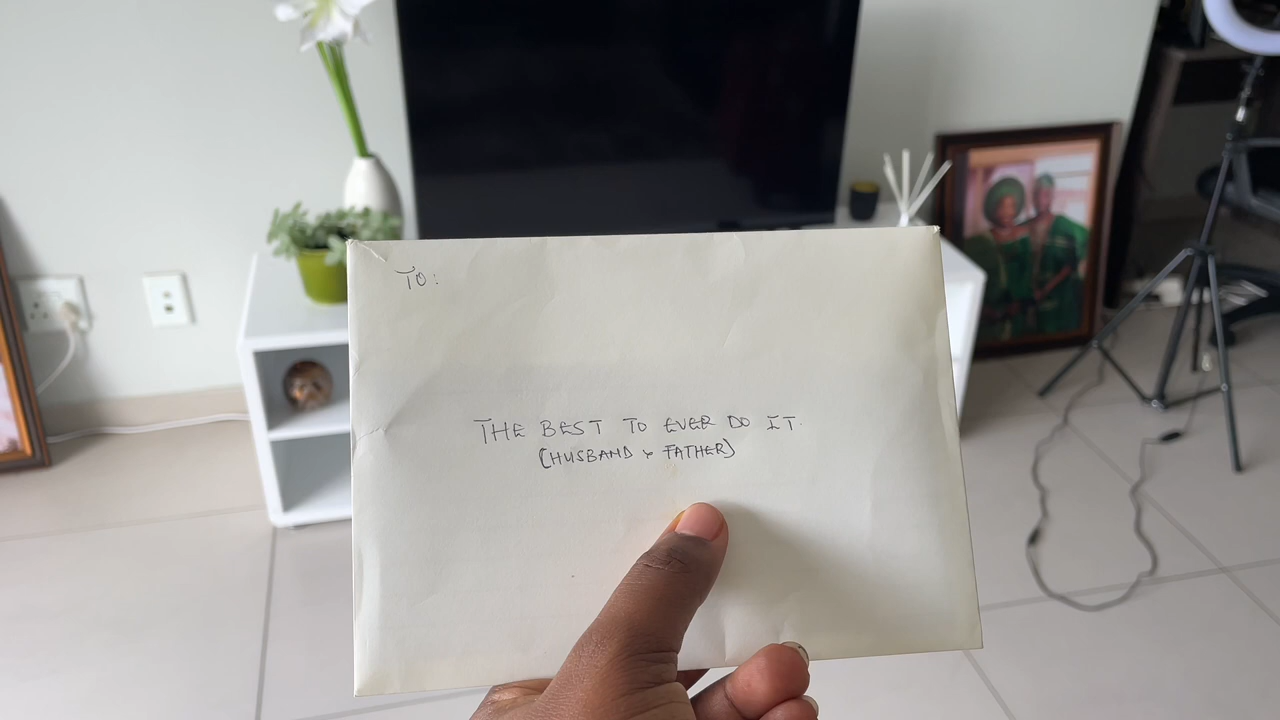 TO:
THE BEST TO EVER DO IT.
(HUSBAND & FATHER)